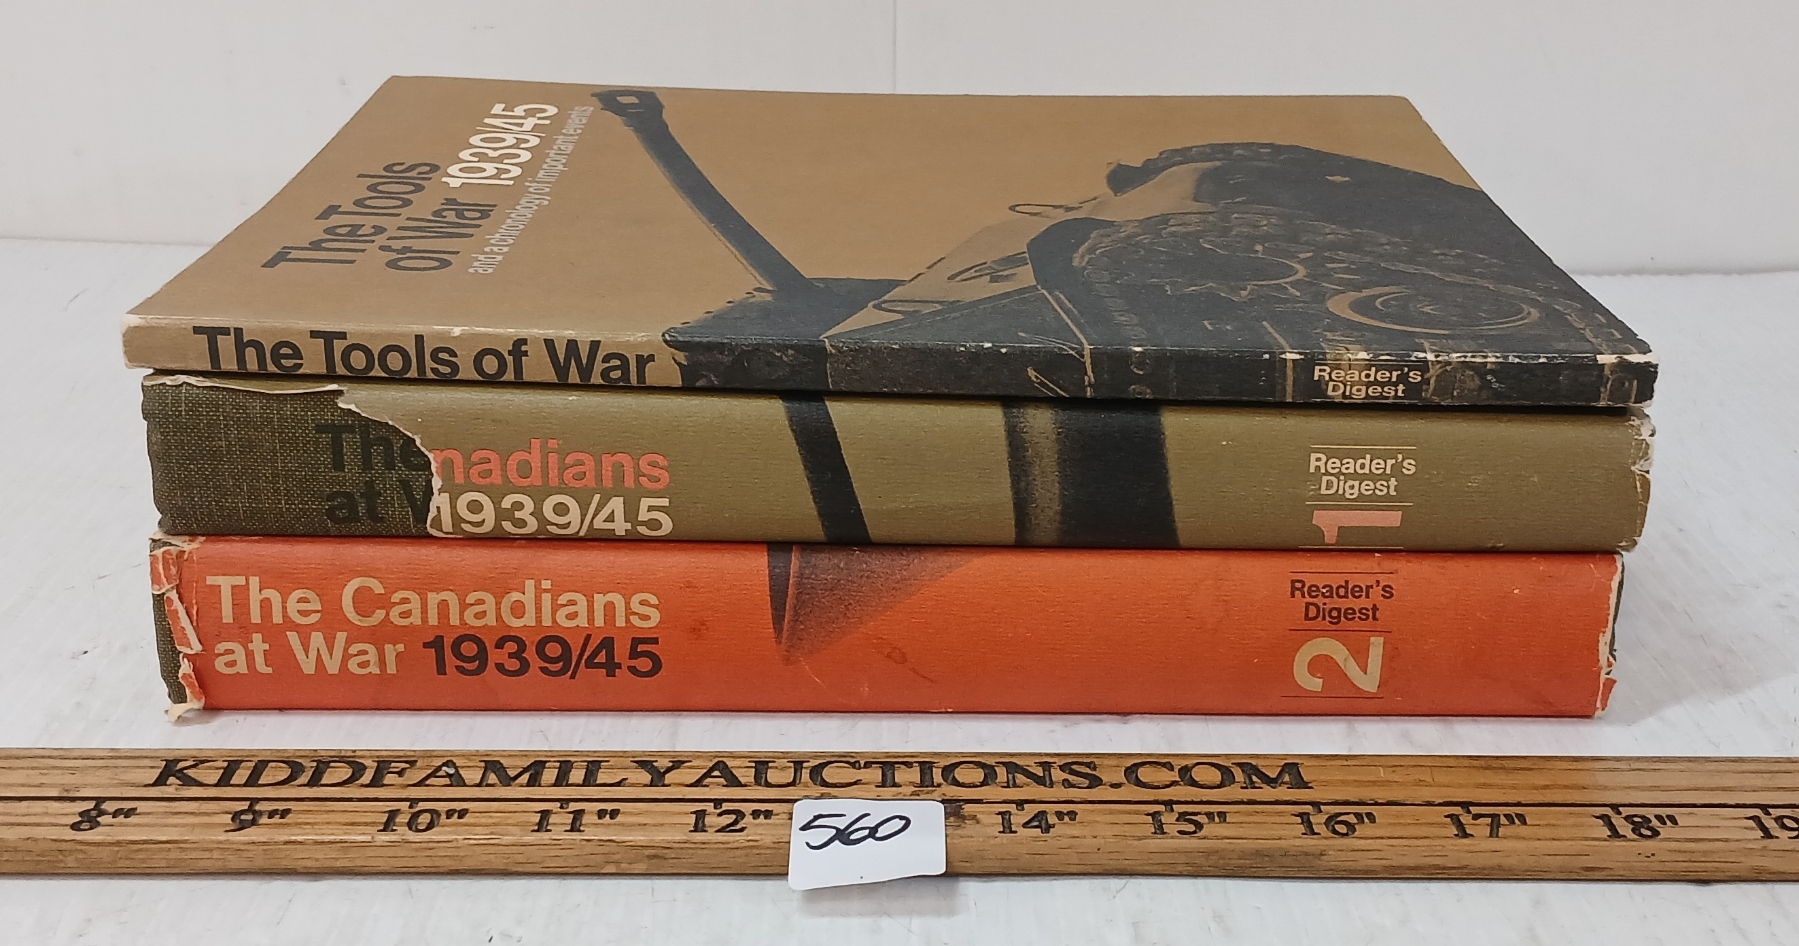 The Tools
of War 1939/45
and a chronology of important events
The Tools of War
Reader's
Digest
The nadians
at W 1939/45
Reader's
Digest
1
The Canadians
at War 1939/45
Reader's
Digest
2
KIDDFAMILYAUCTIONS.COM
8" 9" 10" 11" 12" 14" 15" 16" 17" 18" 19
560